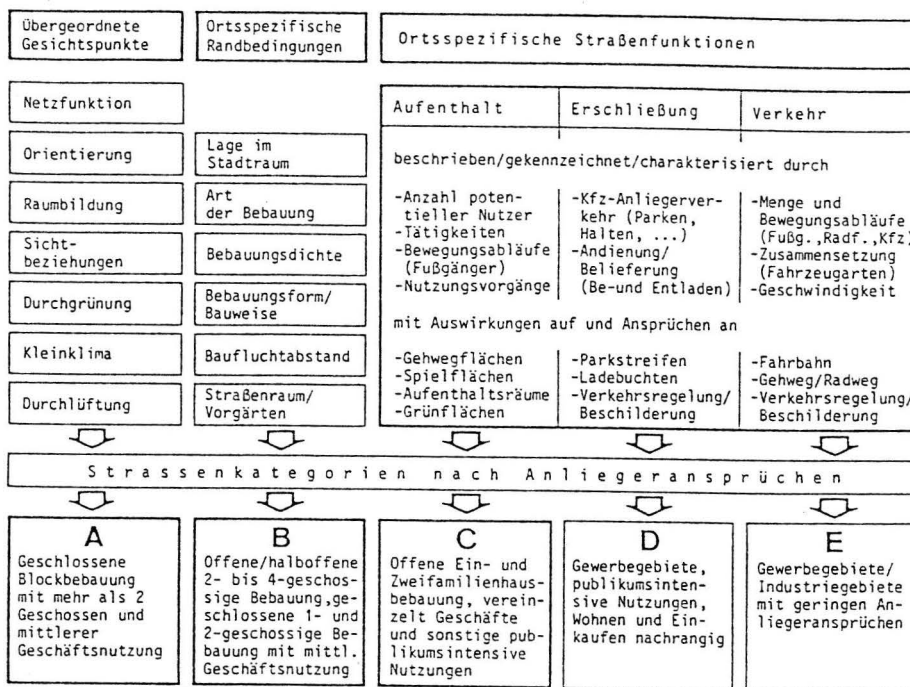 Übergeordnete
Gesichtspunkte
Ortsspezifische
Randbedingungen
Ortsspezifische Straßenfunktionen
Netzfunktion
Orientierung
Raumbildung
Sicht-
beziehungen
Durchgrünung
Kleinklima
Durchlüftung
Lage im
Stadtraum
Art
der Bebauung
Bebauungsdichte
Bebauungsform/
Bauweise
Baufluchtabstand
Straßenraum/
Vorgärten
Aufenthalt
Erschließung
Verkehr
beschrieben/gekennzeichnet/charakterisiert durch
-Anzahl poten-
tieller Nutzer
-Tätigkeiten
-Bewegungsabläufe
(Fußgänger)
-Nutzungsvorgänge
-Kfz-Anliegerver-
kehr (Parken,
Halten, ...)
-Andienung/
Belieferung
(Be-und Entladen)
-Menge und
Bewegungsabläufe
(Fußg.,Radf.,Kfz)
-Zusammensetzung
(Fahrzeugarten)
-Geschwindigkeit
mit Auswirkungen auf und Ansprüchen an
-Gehwegflächen
-Spielflächen
-Aufenthaltsräume
-Grünflächen
-Parkstreifen
-Ladebuchten
-Verkehrsregelung/
Beschilderung
-Fahrbahn
-Gehweg/Radweg
-Verkehrsregelung/
Beschilderung
Strassenkategorien nach Anliegeransprüchen
A
Geschlossene
Blockbebauung
mit mehr als 2
Geschossen und
mittlerer
Geschäftsnutzung
B
Offene/halboffene
2- bis 4-geschos-
sige Bebauung,ge-
schlossene 1- und
2-geschossige Be-
bauung mit mittl.
Geschäftsnutzung
C
Offene Ein- und
Zweifamilienhaus-
bebauung, verein-
zelt Geschäfte
und sonstige pub-
likumsintensive
Nutzungen
D
Gewerbegebiete,
publikumsinten-
sive Nutzungen,
Wohnen und Ein-
kaufen nachrangig
E
Gewerbegebiete/
Industriegebiete
mit geringen An-
liegeransprüchen